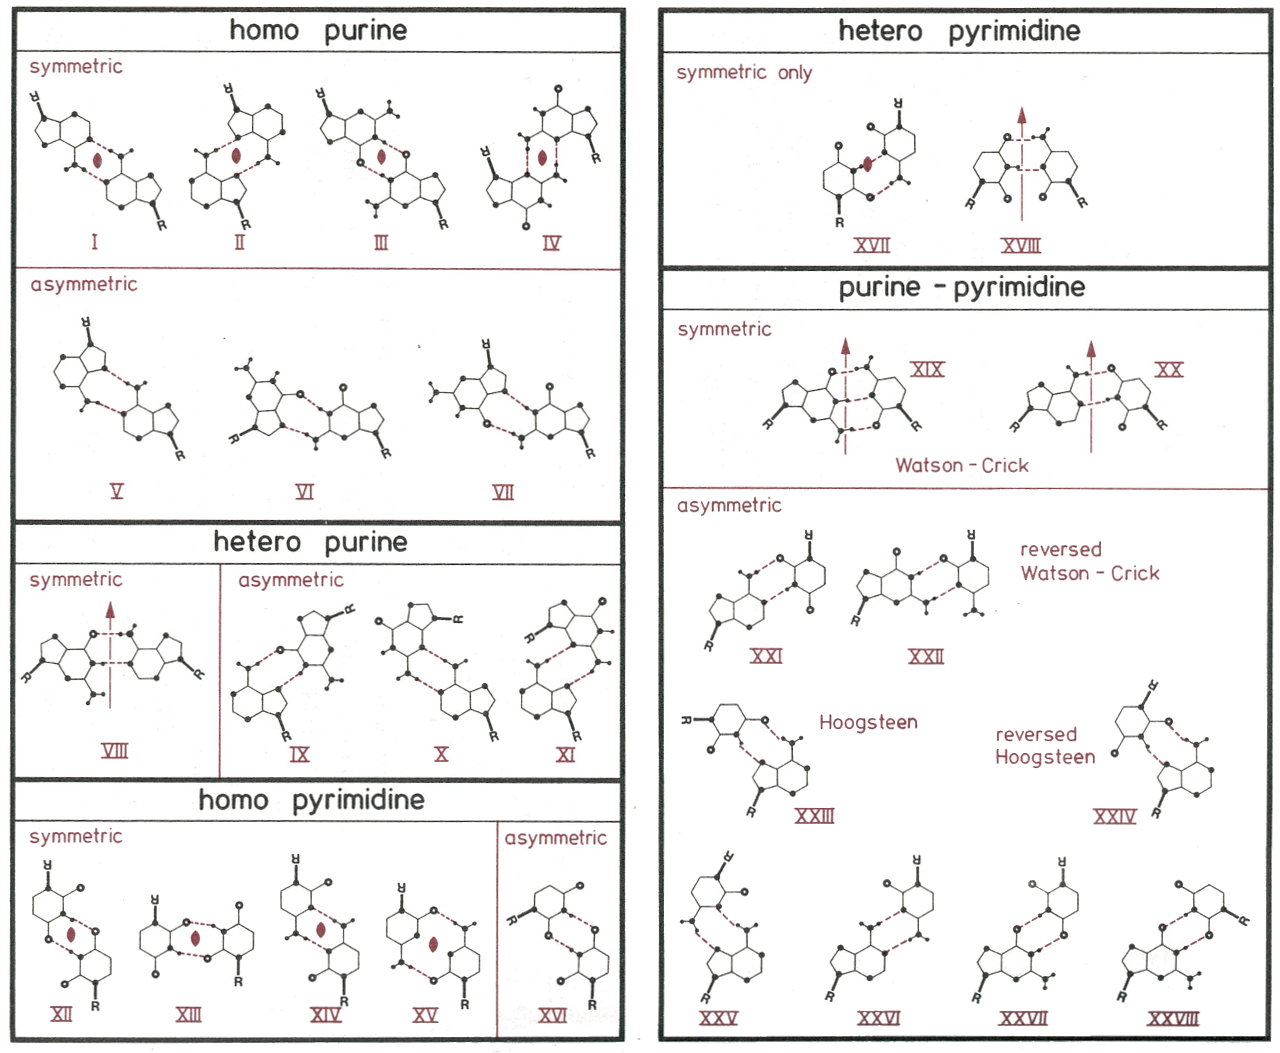 homo purine
symmetric
R R R R
R R R R
I II III IV
asymmetric
R R
R R R R
V VI VII
hetero purine
symmetric asymmetric
R R R
R R R R R
VIII IX X XI
homo pyrimidine
symmetric asymmetric
R R R R R
R R R R R
XII XIII XIV XV XVI
hetero pyrimidine
symmetric only
R
R R R
XVII XVIII
purine - pyrimidine
symmetric
XIX XX
R R R R
Watson - Crick
asymmetric
R R
reversed
Watson - Crick
R R
XXI XXII
R Hoogsteen
R
reversed
Hoogsteen
R R
XXIII XXIV
R R R R
R R R R
XXV XXVI XXVII XXVIII